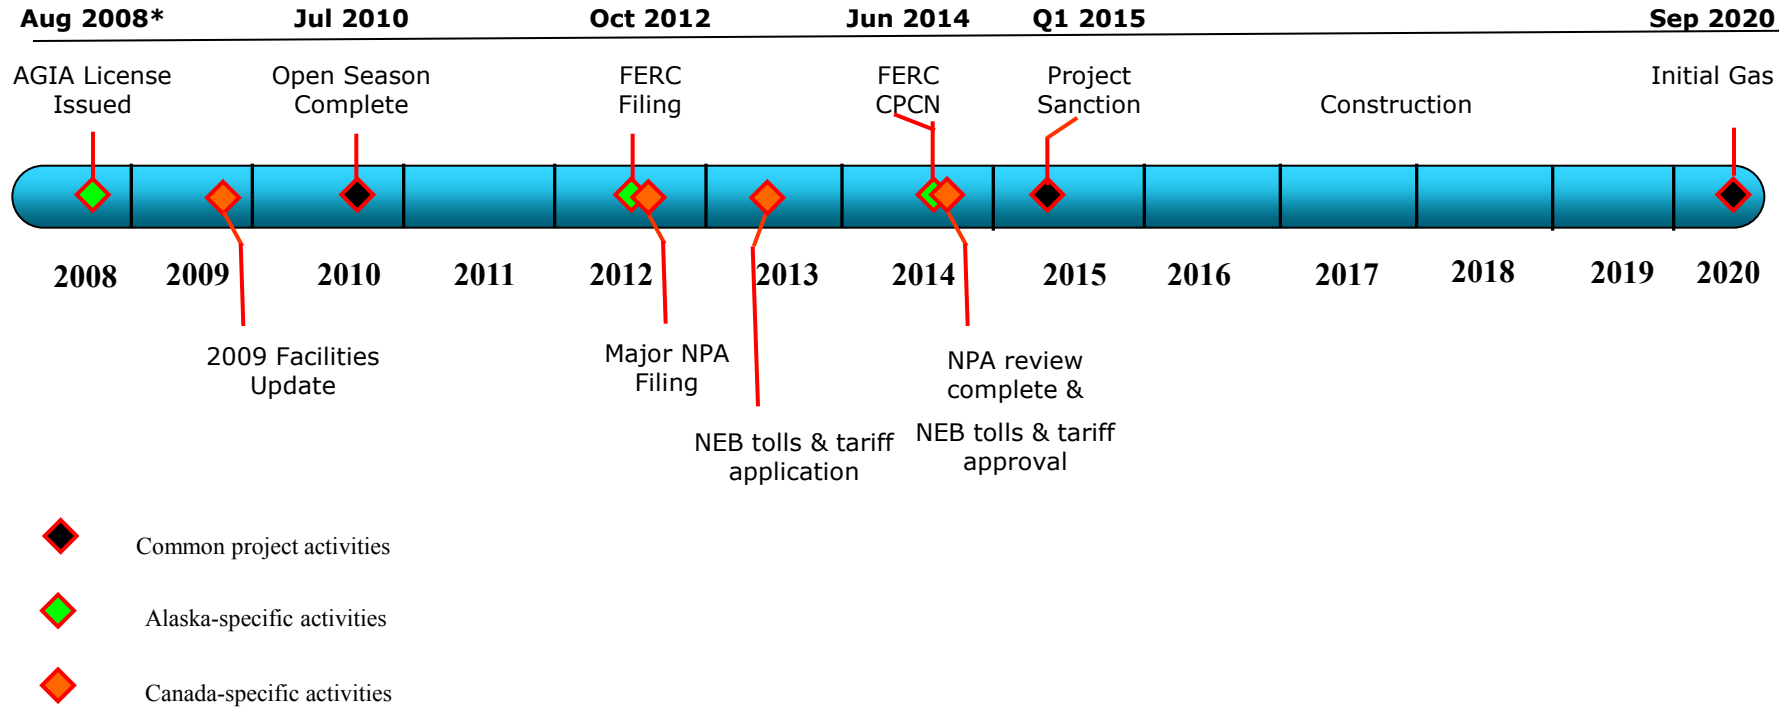 Aug 2008* Jul 2010 Oct 2012 Jun 2014 Q1 2015 Sep 2020
AGIA License
Issued
Open Season
Complete
FERC
Filing
FERC
CPCN
Project
Sanction
Construction
Initial Gas
2008 2009 2010 2011 2012 2013 2014 2015 2016 2017 2018 2019 2020
2009 Facilities
Update
Major NPA
Filing
NEB tolls & tariff
application
NPA review
complete &
NEB tolls & tariff
approval
Common project activities
Alaska-specific activities
Canada-specific activities